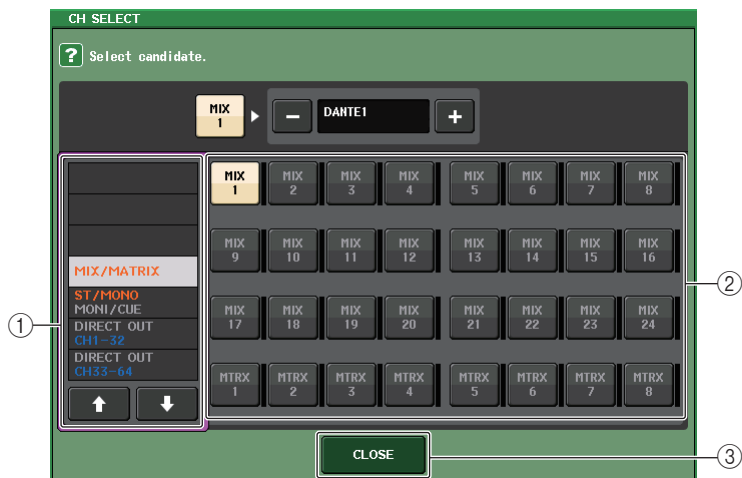 CH SELECT
? Select candidate.
MIX
1
− DANTE1 +
MIX/MATRIX
ST/MONO
MONI/CUE
DIRECT OUT
CH1-32
DIRECT OUT
CH33-64
MIX MIX MIX MIX MIX MIX MIX MIX
1 2 3 4 5 6 7 8
MIX MIX MIX MIX MIX MIX MIX MIX
9 10 11 12 13 14 15 16
MIX MIX MIX MIX MIX MIX MIX MIX
17 18 19 20 21 22 23 24
MTRX MTRX MTRX MTRX MTRX MTRX MTRX MTRX
1 2 3 4 5 6 7 8
CLOSE
①
②
③